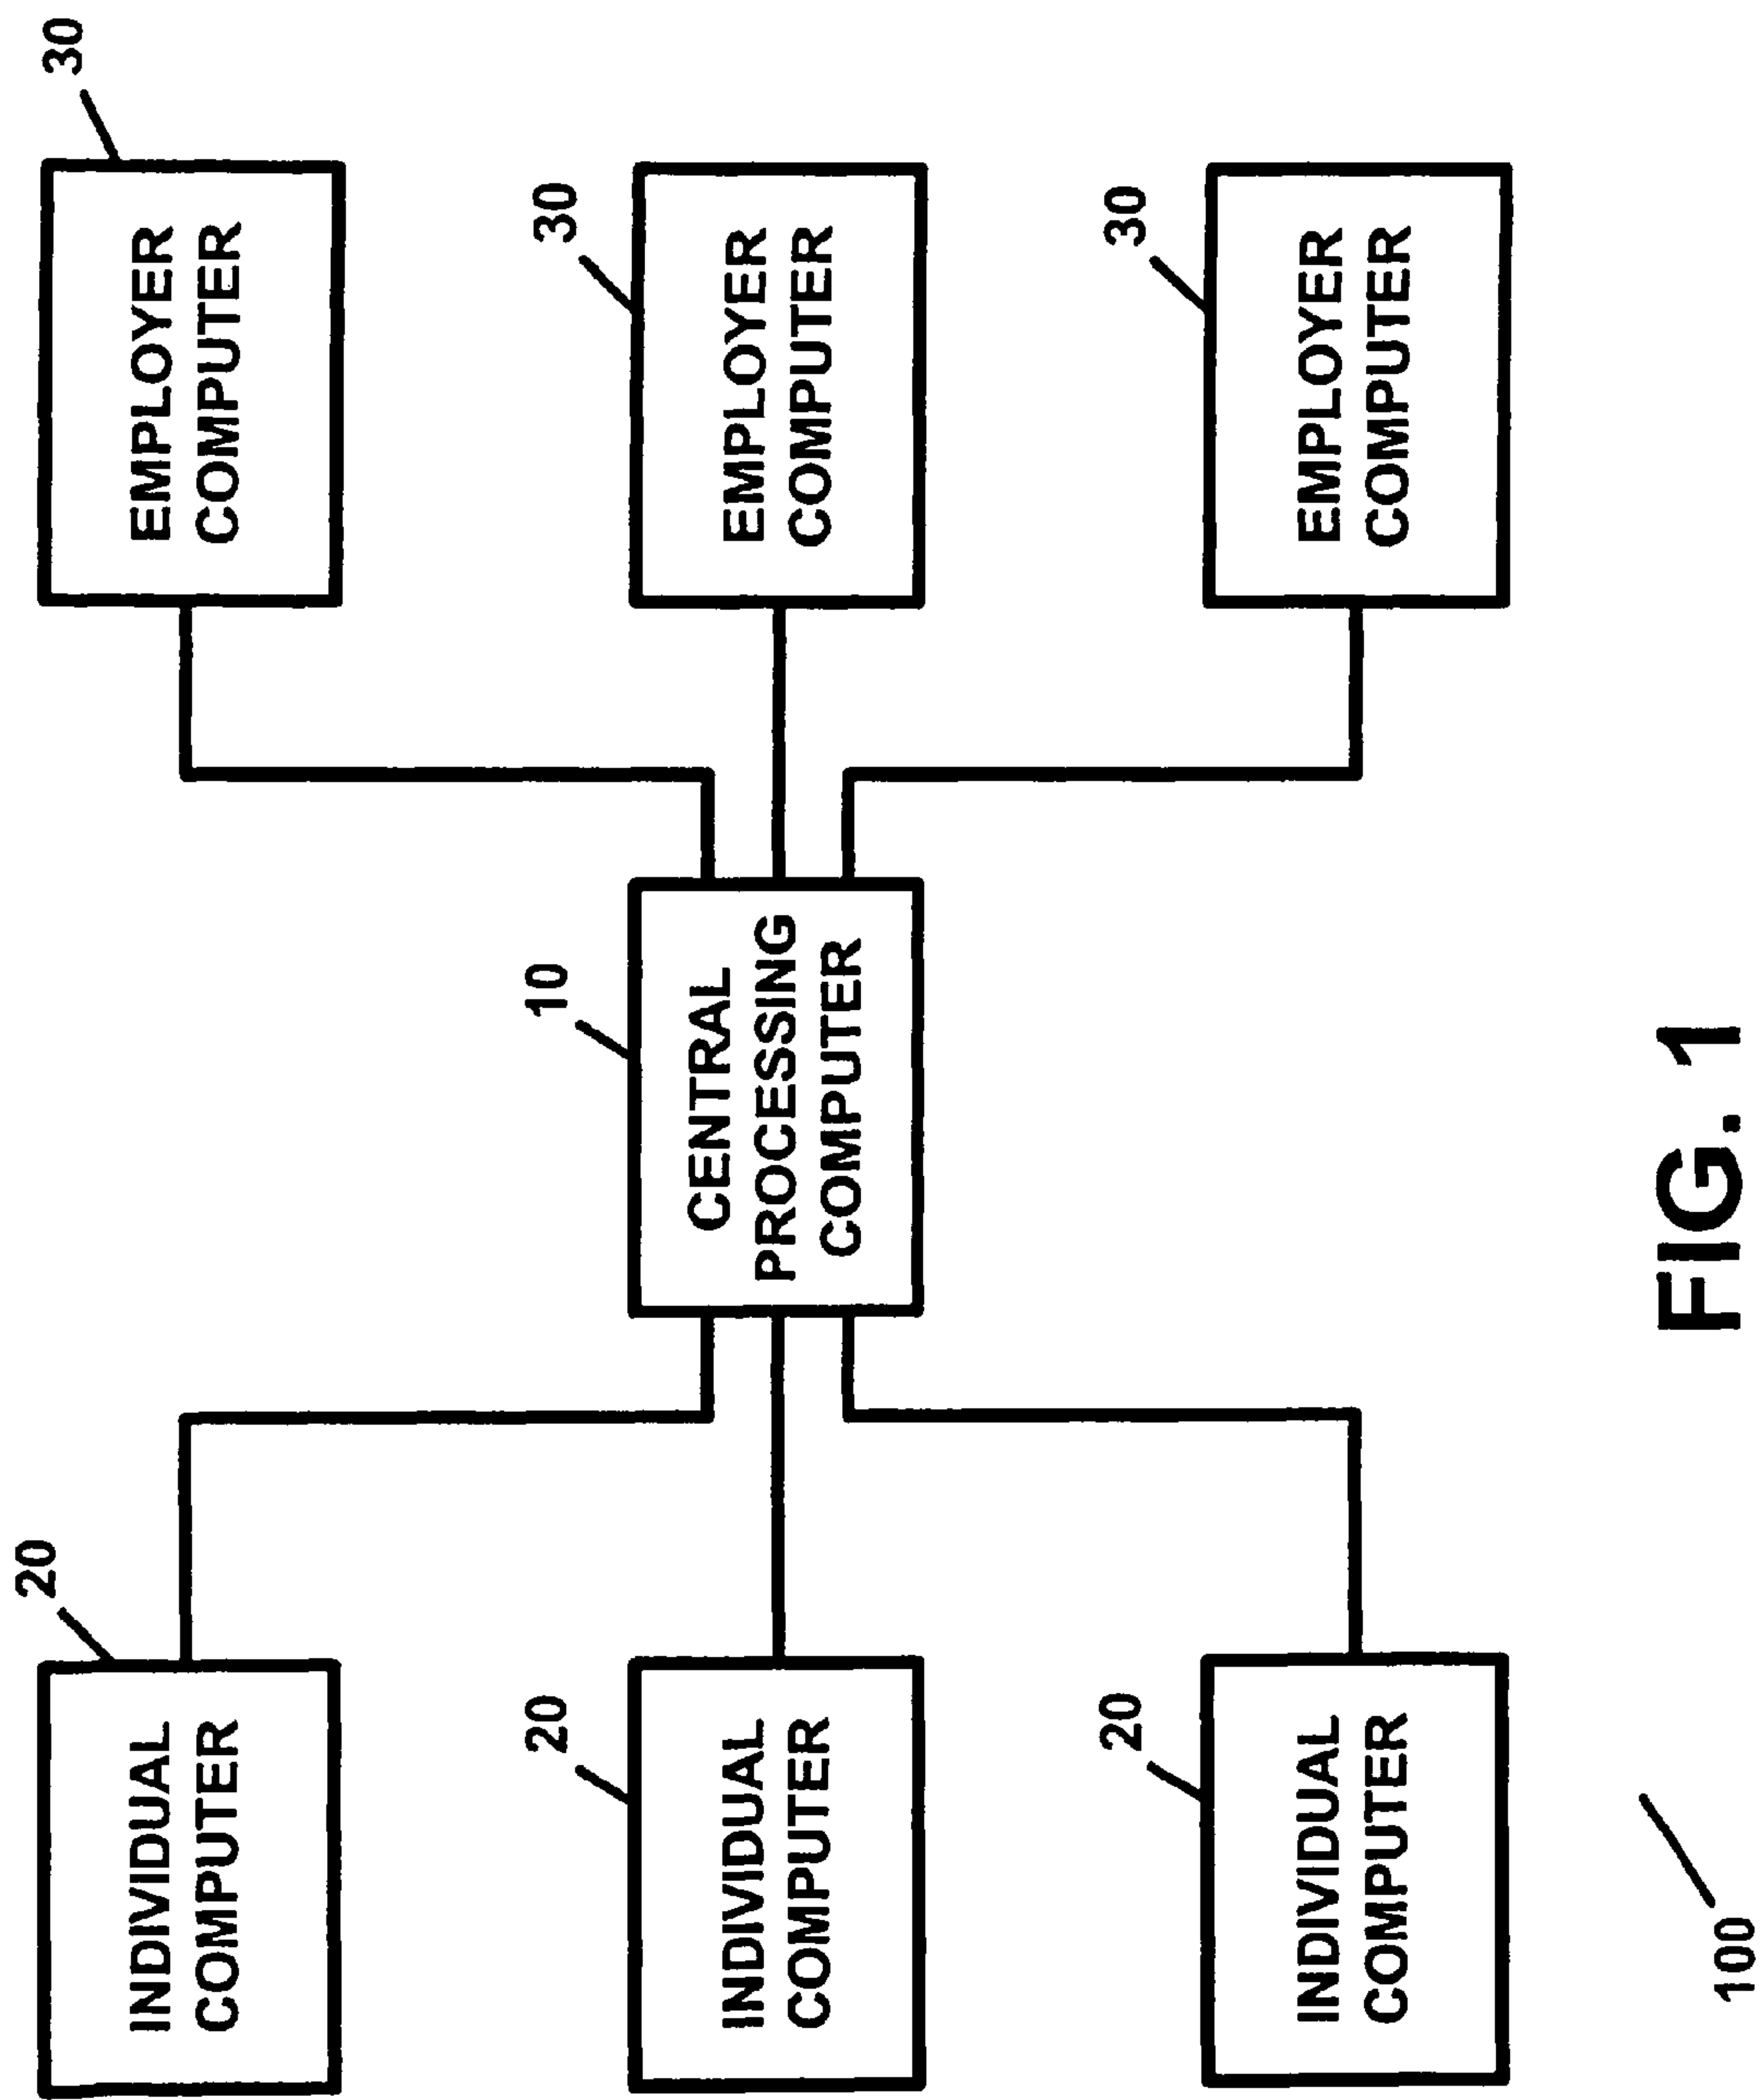 20
INDIVIDUAL
COMPUTER
20
INDIVIDUAL
COMPUTER
20
INDIVIDUAL
COMPUTER
10
CENTRAL
PROCESSING
COMPUTER
30
EMPLOYER
COMPUTER
30
EMPLOYER
COMPUTER
30
EMPLOYER
COMPUTER
100
FIG. 1